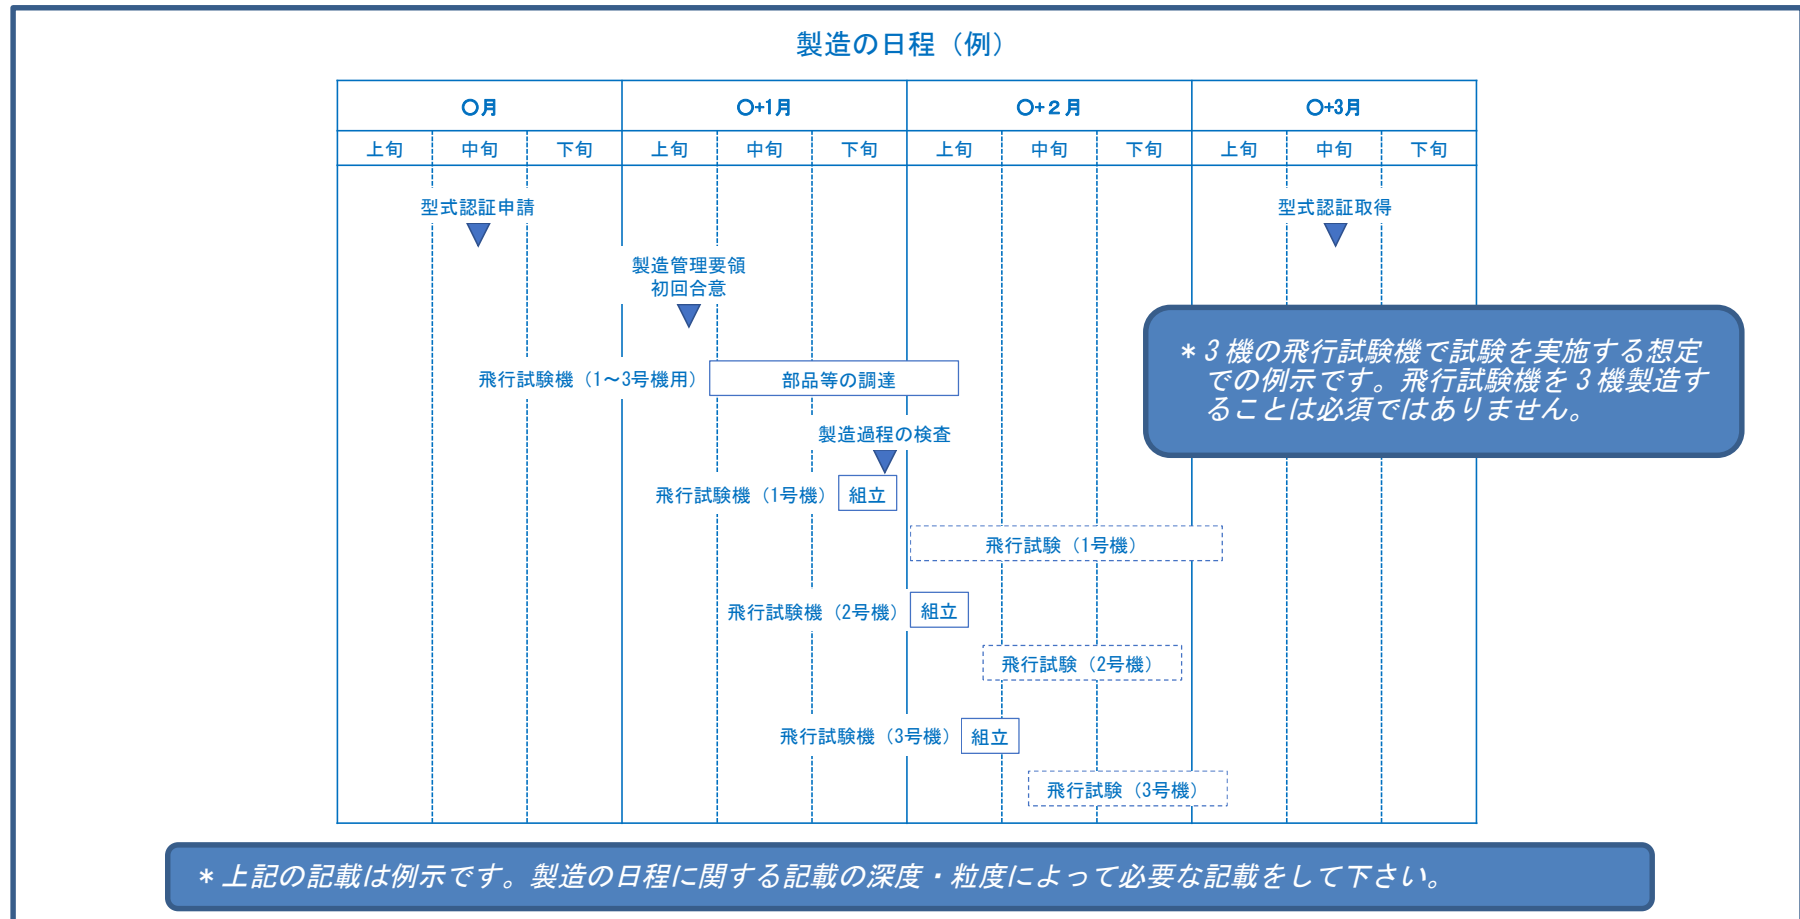 製造の日程（例）
〇月 〇+1月 〇+２月 〇+3月
上旬 中旬 下旬 上旬 中旬 下旬 上旬 中旬 下旬 上旬 中旬 下旬
型式認証申請 型式認証取得
製造管理要領
初回合意
＊3機の飛行試験機で試験を実施する想定
での例示です。飛行試験機を3機製造す
ることは必須ではありません。
飛行試験機（1～3号機用） 部品等の調達
製造過程の検査
飛行試験機（1号機） 組立
飛行試験（1号機）
飛行試験機（2号機） 組立
飛行試験（2号機）
飛行試験機（3号機） 組立
飛行試験（3号機）
＊上記の記載は例示です。製造の日程に関する記載の深度・粒度によって必要な記載をして下さい。